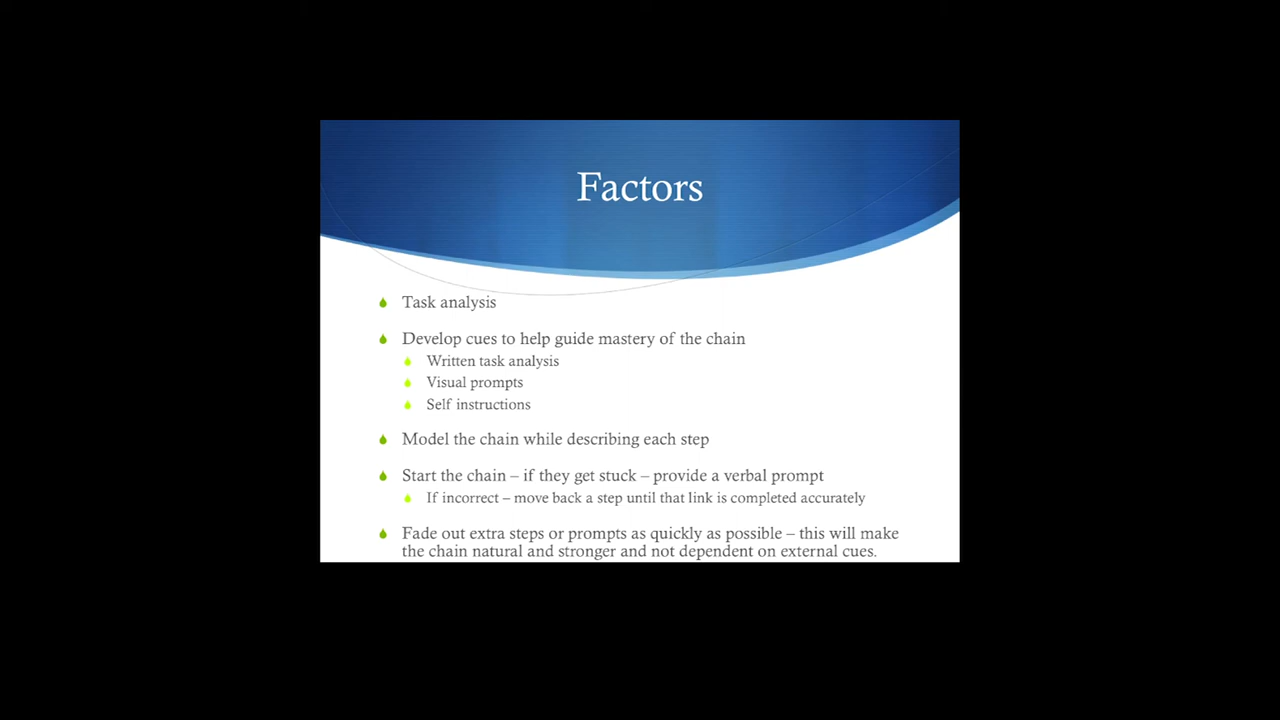 Factors
Task analysis
Develop cues to help guide mastery of the chain
Written task analysis
Visual prompts
Self instructions
Model the chain while describing each step
Start the chain – if they get stuck – provide a verbal prompt
If incorrect – move back a step until that link is completed accurately
Fade out extra steps or prompts as quickly as possible – this will make
the chain natural and stronger and not dependent on external cues.